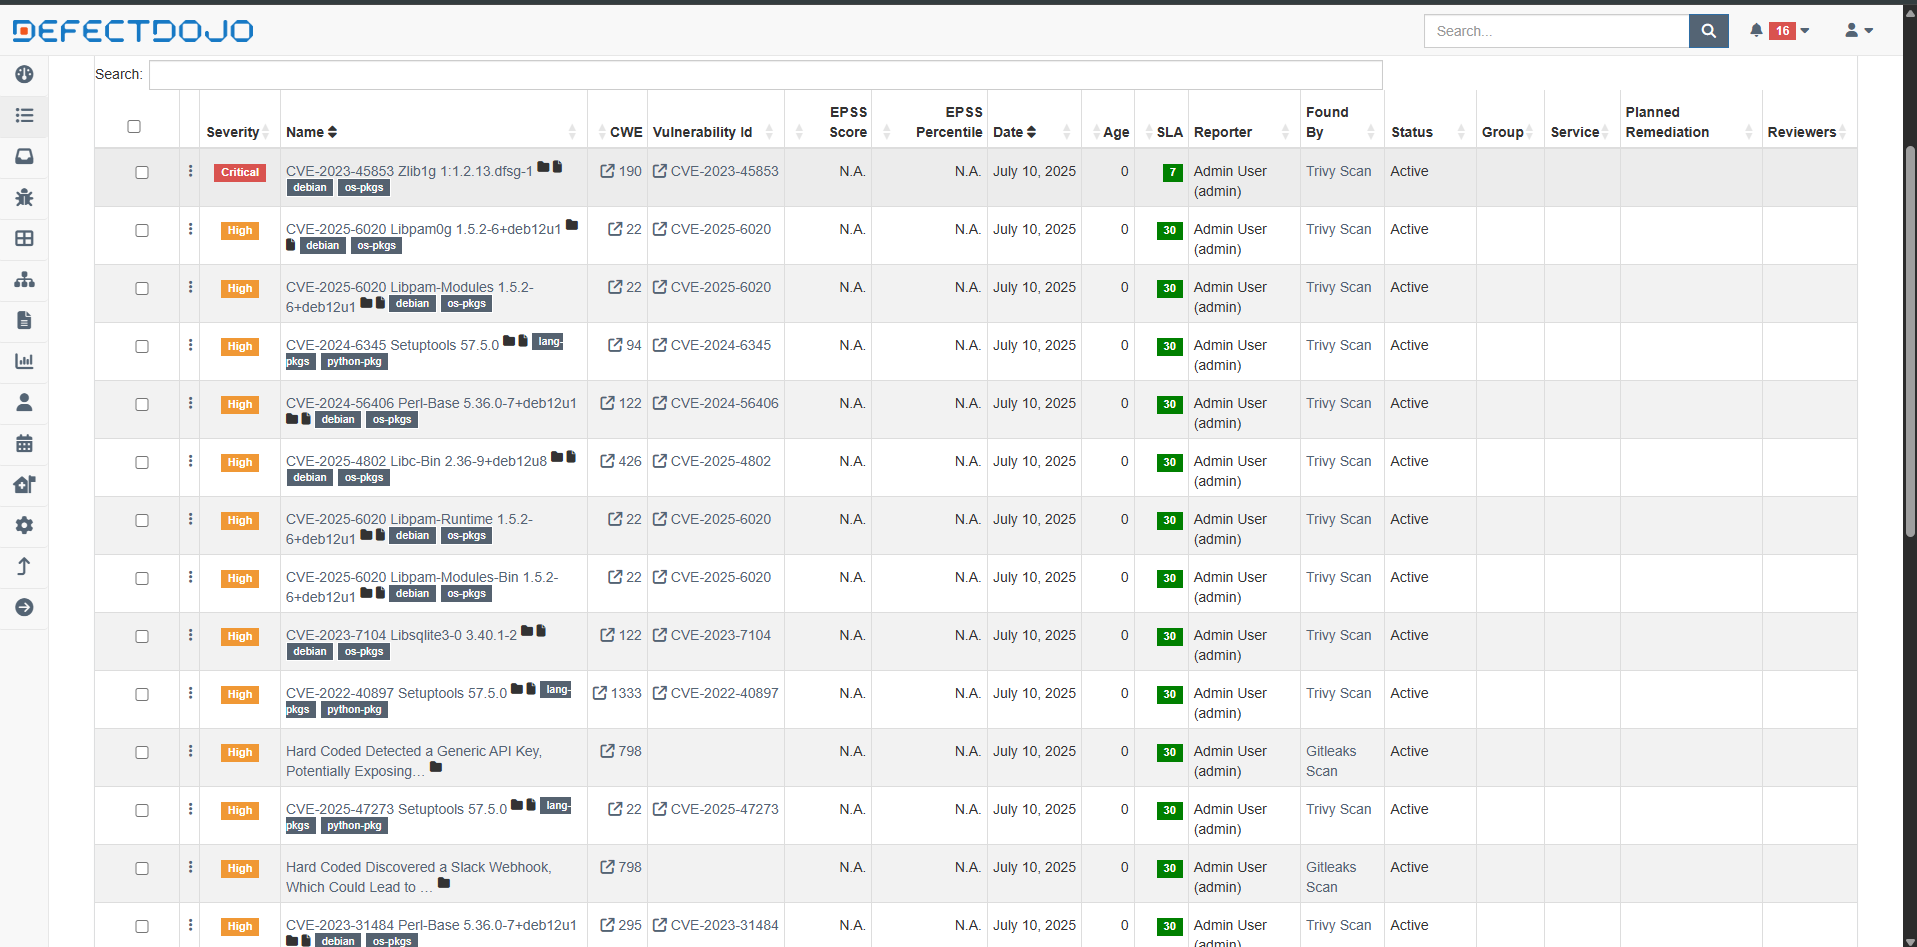 DEFECTDOJO
Search...
16
Search:
Severity Name CWE Vulnerability Id EPSS Score EPSS Percentile Date Age SLA Reporter Found By Status Group Service Planned Remediation Reviewers
Critical CVE-2023-45853 Zlib1g 1:1.2.13.dfsg-1 190 CVE-2023-45853 N.A. N.A. July 10, 2025 0 7 Admin User Trivy Scan Active
debian os-pkgs (admin)
High CVE-2025-6020 Libpam0g 1.5.2-6+deb12u1 22 CVE-2025-6020 N.A. N.A. July 10, 2025 0 30 Admin User Trivy Scan Active
debian os-pkgs (admin)
High CVE-2025-6020 Libpam-Modules 1.5.2- 22 CVE-2025-6020 N.A. N.A. July 10, 2025 0 30 Admin User Trivy Scan Active
6+deb12u1 debian os-pkgs (admin)
High CVE-2024-6345 Setuptools 57.5.0 lang- 94 CVE-2024-6345 N.A. N.A. July 10, 2025 0 30 Admin User Trivy Scan Active
pkgs python-pkg (admin)
High CVE-2024-56406 Perl-Base 5.36.0-7+deb12u1 122 CVE-2024-56406 N.A. N.A. July 10, 2025 0 30 Admin User Trivy Scan Active
debian os-pkgs (admin)
High CVE-2025-4802 Libc-Bin 2.36-9+deb12u8 426 CVE-2025-4802 N.A. N.A. July 10, 2025 0 30 Admin User Trivy Scan Active
debian os-pkgs (admin)
High CVE-2025-6020 Libpam-Runtime 1.5.2- 22 CVE-2025-6020 N.A. N.A. July 10, 2025 0 30 Admin User Trivy Scan Active
6+deb12u1 debian os-pkgs (admin)
High CVE-2025-6020 Libpam-Modules-Bin 1.5.2- 22 CVE-2025-6020 N.A. N.A. July 10, 2025 0 30 Admin User Trivy Scan Active
6+deb12u1 debian os-pkgs (admin)
High CVE-2023-7104 Libsqlite3-0 3.40.1-2 122 CVE-2023-7104 N.A. N.A. July 10, 2025 0 30 Admin User Trivy Scan Active
debian os-pkgs (admin)
High CVE-2022-40897 Setuptools 57.5.0 lang- 1333 CVE-2022-40897 N.A. N.A. July 10, 2025 0 30 Admin User Trivy Scan Active
pkgs python-pkg (admin)
High Hard Coded Detected a Generic API Key, 798 N.A. N.A. July 10, 2025 0 30 Admin User Gitleaks Active
Potentially Exposing... (admin) Scan
High CVE-2025-47273 Setuptools 57.5.0 lang- 22 CVE-2025-47273 N.A. N.A. July 10, 2025 0 30 Admin User Trivy Scan Active
pkgs python-pkg (admin)
High Hard Coded Discovered a Slack Webhook, 798 N.A. N.A. July 10, 2025 0 30 Admin User Gitleaks Active
Which Could Lead to ... (admin) Scan
High CVE-2023-31484 Perl-Base 5.36.0-7+deb12u1 295 CVE-2023-31484 N.A. N.A. July 10, 2025 0 30 Admin User Trivy Scan Active
debian os-pkgs (admin)